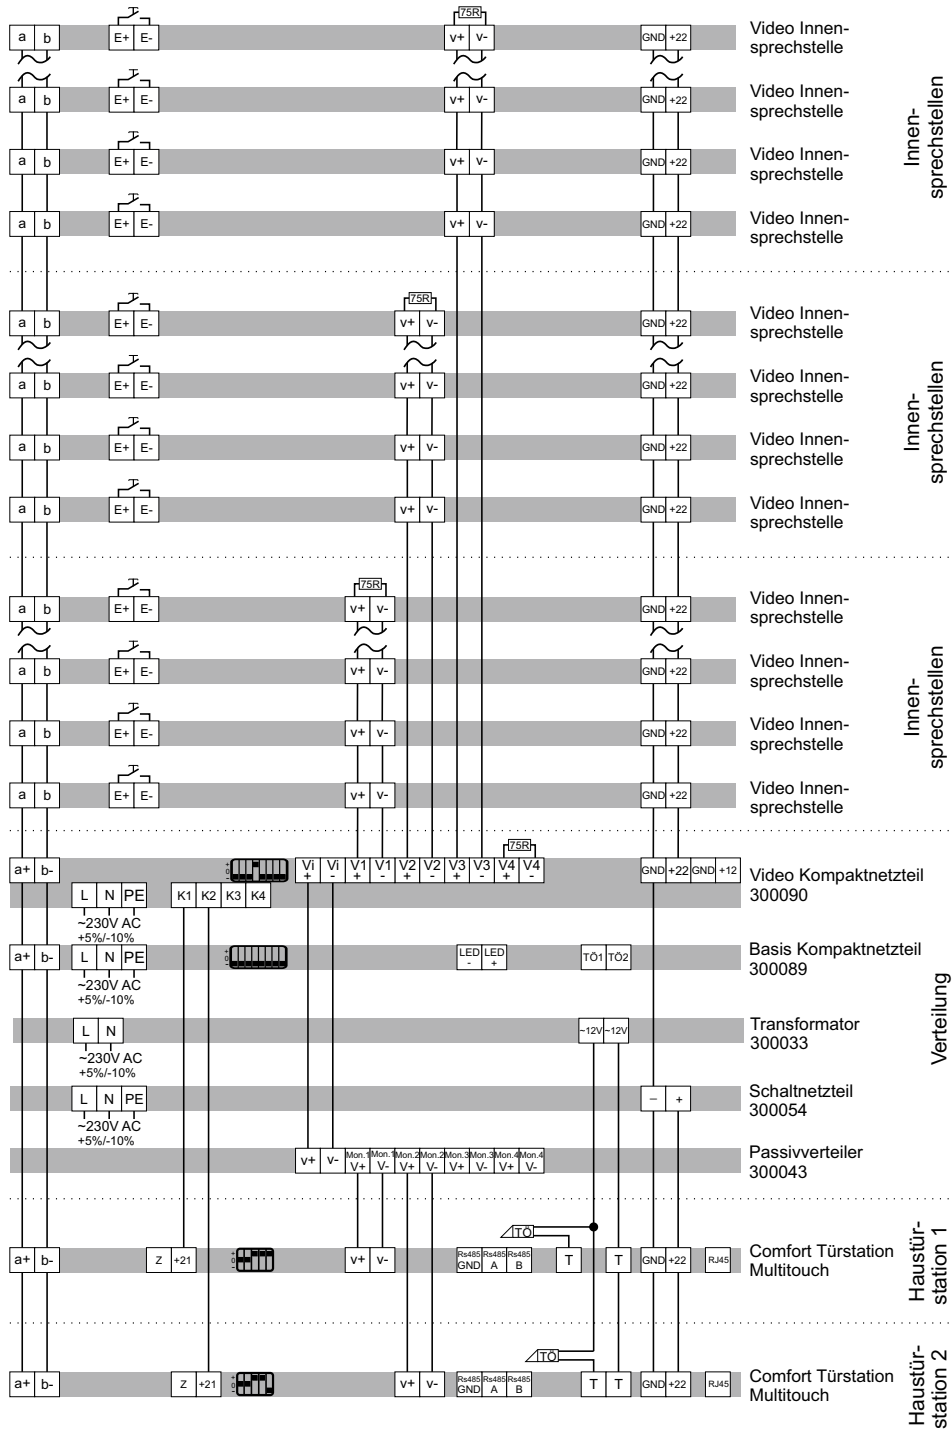 75R
a b E+ E- v+ v- GND +22 Video Innen-
sprechstelle
a b E+ E- v+ v- GND +22 Video Innen-
sprechstelle
a b E+ E- v+ v- GND +22 Video Innen-
sprechstelle
a b E+ E- v+ v- GND +22 Video Innen-
sprechstelle
Innen-
sprechstellen
75R
a b E+ E- v+ v- GND +22 Video Innen-
sprechstelle
a b E+ E- v+ v- GND +22 Video Innen-
sprechstelle
a b E+ E- v+ v- GND +22 Video Innen-
sprechstelle
a b E+ E- v+ v- GND +22 Video Innen-
sprechstelle
Innen-
sprechstellen
75R
a b E+ E- v+ v- GND +22 Video Innen-
sprechstelle
a b E+ E- v+ v- GND +22 Video Innen-
sprechstelle
a b E+ E- v+ v- GND +22 Video Innen-
sprechstelle
a b E+ E- v+ v- GND +22 Video Innen-
sprechstelle
Innen-
sprechstellen
75R
a+ b- + 0 - Vi + Vi - V1 + V1 - V2 + V2 - V3 + V3 - V4 + V4 GND +22 GND +12 Video Kompaktnetzteil
L N PE K1 K2 K3 K4 300090
~230V AC
+5%/-10%
a+ b- L N PE + 0 - LED - LED + TÖ1 TÖ2 Basis Kompaktnetzteil
300089
~230V AC
+5%/-10%
L N ~12V ~12V Transformator
300033
~230V AC
+5%/-10%
L N PE – + Schaltnetzteil
300054
~230V AC
+5%/-10%
v+ v- Mon.1 V+ Mon.1 V- Mon.2 V+ Mon.2 V- Mon.3 V+ Mon.3 V- Mon.4 V+ Mon.4 V- Passivverteiler
300043
Verteilung
TÖ
a+ b- Z +21 + 0 - v+ v- Rs485 GND Rs485 A Rs485 B T T GND +22 RJ45 Comfort Türstation
Multitouch
Haustür-
station 1
TÖ
a+ b- Z +21 + 0 - v+ v- Rs485 GND Rs485 A Rs485 B T T GND +22 RJ45 Comfort Türstation
Multitouch
Haustür-
station 2